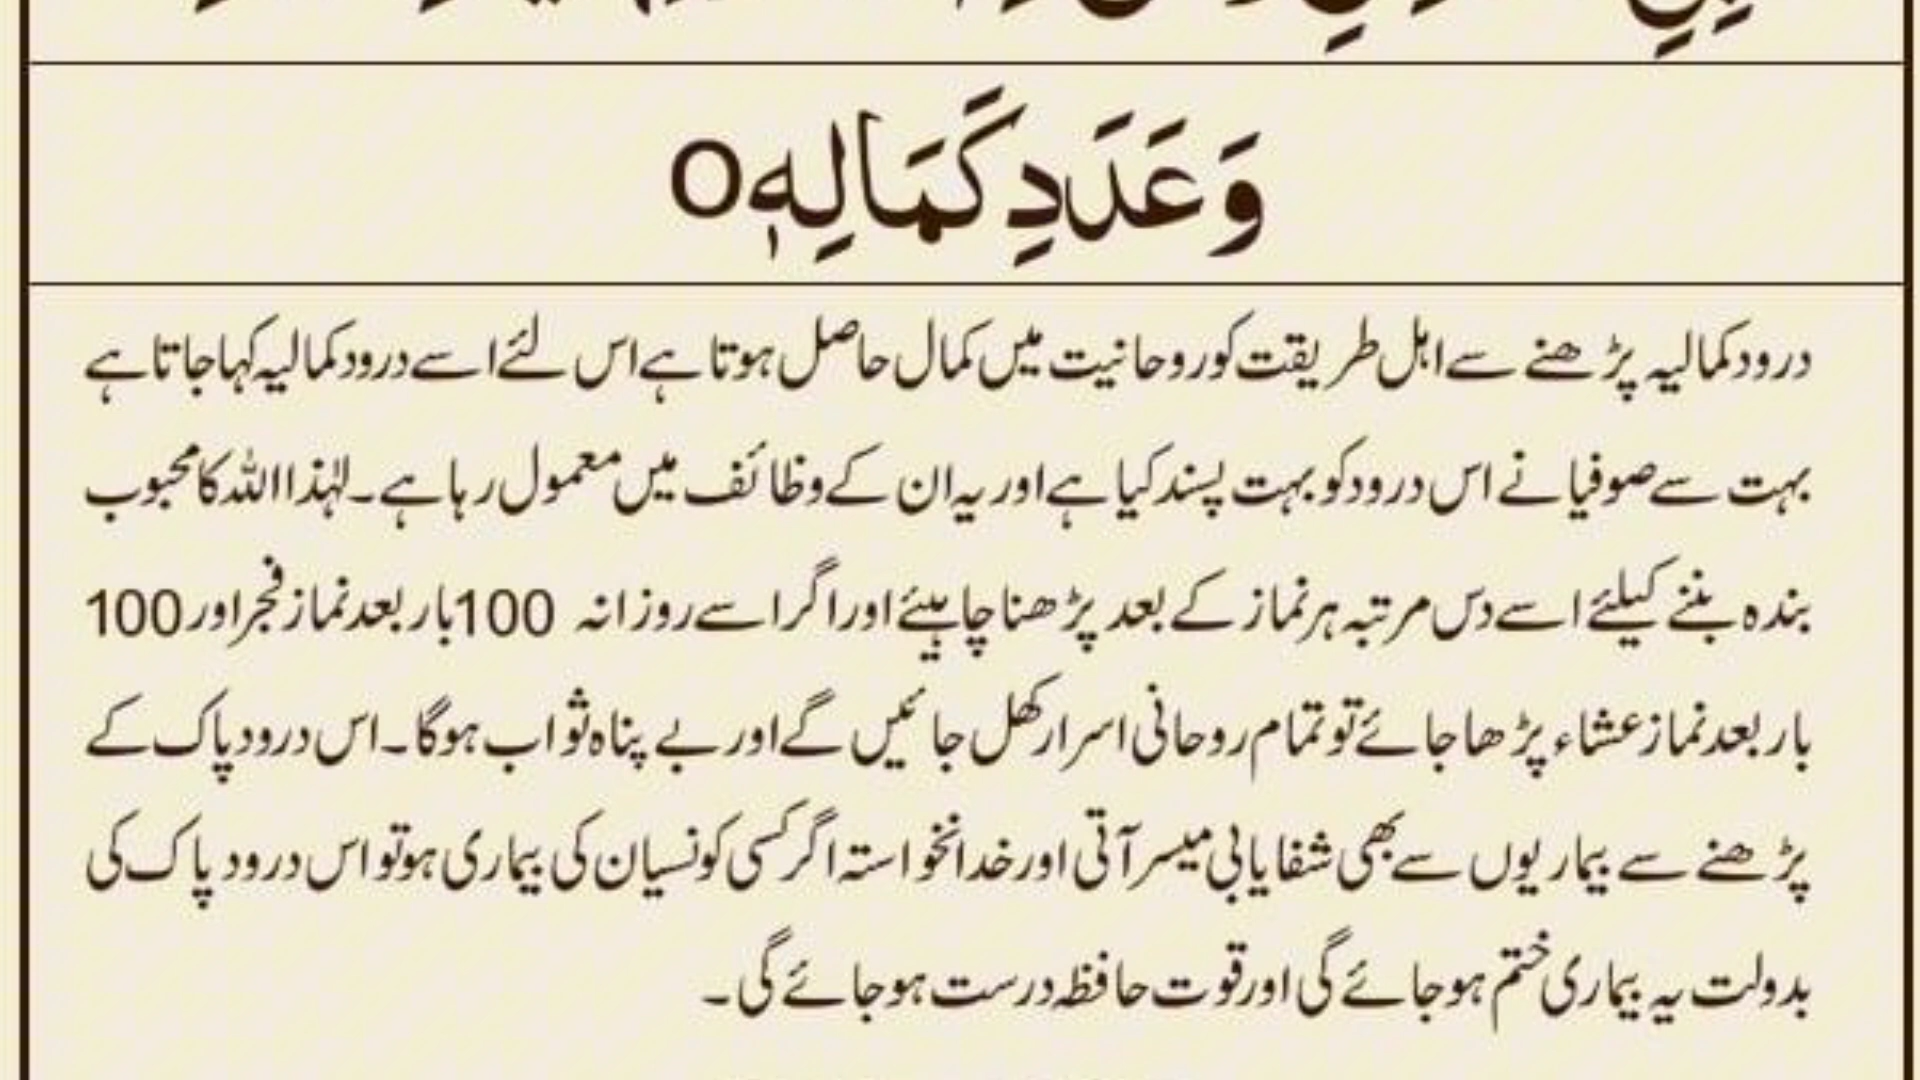 وَعَدَدِ كَمَالِهٖ ۝
درود کمالیہ پڑھنے سے اہل طریقت کو روحانیت میں کمال حاصل ہوتا ہے اس لئے اسے درود کمالیہ کہا جاتا ہے
بہت سے صوفیا نے اس درود کو بہت پسند کیا ہے اور یہ ان کے وظائف میں معمول رہا ہے۔ لہٰذا اللہ کا محبوب
بندہ بننے کیلئے اسے دس مرتبہ ہر نماز کے بعد پڑھنا چاہیئے اور اگر اسے روزانہ 100 بار بعد نماز فجر اور 100
بار بعد نماز عشاء پڑھا جائے تو تمام روحانی اسرار کھل جائیں گے اور بے پناہ ثواب ہوگا۔ اس درود پاک کے
پڑھنے سے بیماریوں سے بھی شفایابی میسر آتی اور خدانخواستہ اگر کسی کو نسیان کی بیماری ہو تو اس درود پاک کی
بدولت یہ بیماری ختم ہو جائے گی اور قوت حافظہ درست ہو جائے گی۔